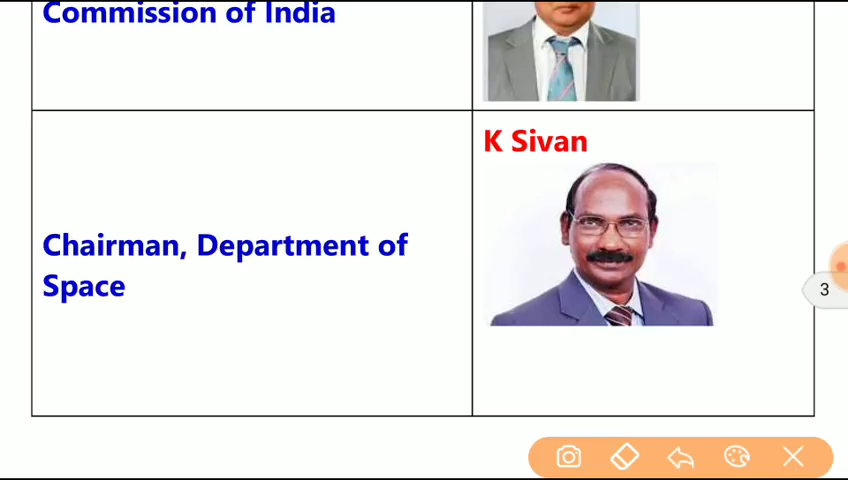 Commission of India
K Sivan
Chairman, Department of
Space
3